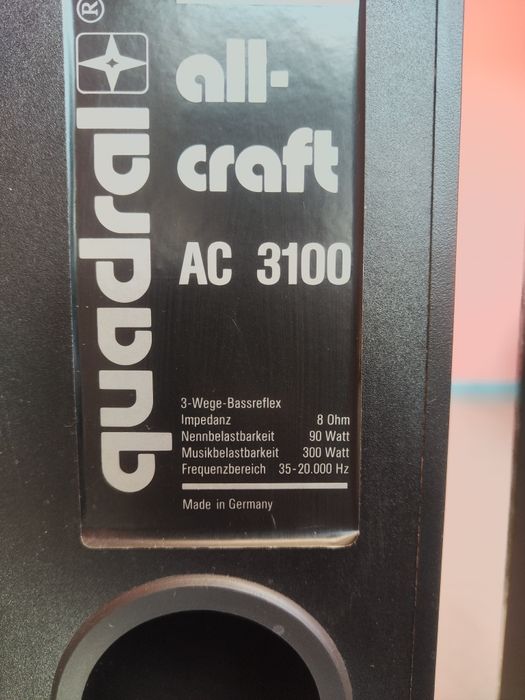 quadral®
all-
craft
AC 3100
3-Wege-Bassreflex
Impedanz 8 Ohm
Nennbelastbarkeit 90 Watt
Musikbelastbarkeit 300 Watt
Frequenzbereich 35-20.000 Hz
Made in Germany